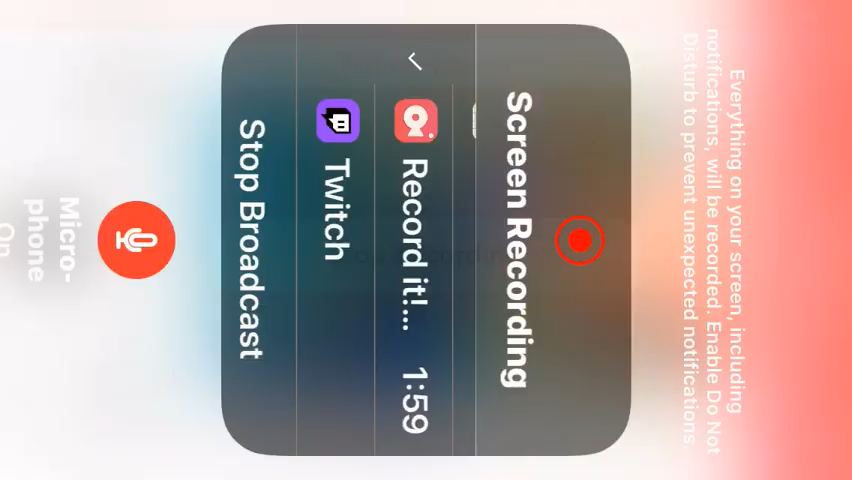 Everything on your screen, including
notifications, will be recorded. Enable Do Not
Disturb to prevent unexpected notifications.
Screen Recording
Record it!... 1:59
Twitch
Stop Broadcast
Micro-
phone
On